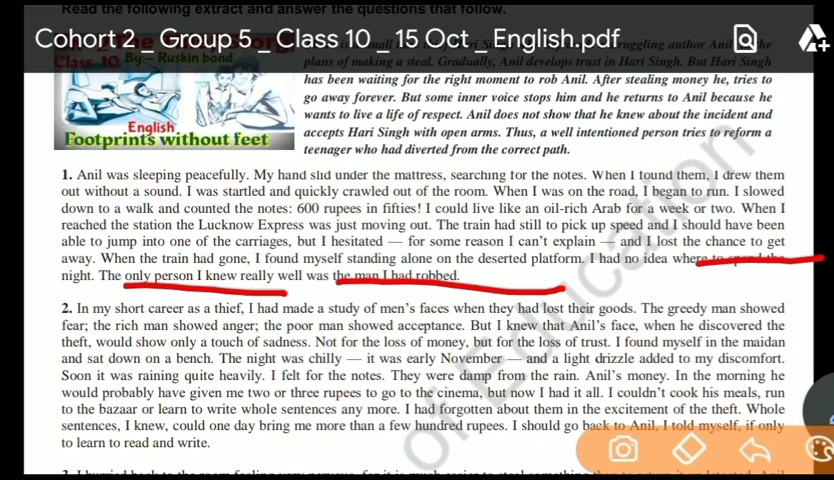 Read the following extract and answer the questions that follow.
Cohort2_ Group5_ Class10 _ 15 Oct_ English.pdf
Class 10 By:- Ruskin bond
plans of making a steal. Gradually, Anil develops trust in Hari Singh. But Hari Singh
has been waiting for the right moment to rob Anil. After stealing money he, tries to
go away forever. But some inner voice stops him and he returns to Anil because he
wants to live a life of respect. Anil does not show that he knew about the incident and
accepts Hari Singh with open arms. Thus, a well intentioned person tries to reform a
teenager who had diverted from the correct path.
English
Footprints without feet
1. Anil was sleeping peacefully. My hand slid under the mattress, searching for the notes. When I found them, I drew them
out without a sound. I was startled and quickly crawled out of the room. When I was on the road, I began to run. I slowed
down to a walk and counted the notes: 600 rupees in fifties! I could live like an oil-rich Arab for a week or two. When I
reached the station the Lucknow Express was just moving out. The train had still to pick up speed and I should have been
able to jump into one of the carriages, but I hesitated — for some reason I can't explain — and I lost the chance to get
away. When the train had gone, I found myself standing alone on the deserted platform. I had no idea where to spend the
night. The only person I knew really well was the man I had robbed.
2. In my short career as a thief, I had made a study of men's faces when they had lost their goods. The greedy man showed
fear; the rich man showed anger; the poor man showed acceptance. But I knew that Anil's face, when he discovered the
theft, would show only a touch of sadness. Not for the loss of money, but for the loss of trust. I found myself in the maidan
and sat down on a bench. The night was chilly — it was early November — and a light drizzle added to my discomfort.
Soon it was raining quite heavily. I felt for the notes. They were damp from the rain. Anil's money. In the morning he
would probably have given me two or three rupees to go to the cinema, but now I had it all. I couldn't cook his meals, run
to the bazaar or learn to write whole sentences any more. I had forgotten about them in the excitement of the theft. Whole
sentences, I knew, could one day bring me more than a few hundred rupees. I should go back to Anil, I told myself, if only
to learn to read and write.
of Education